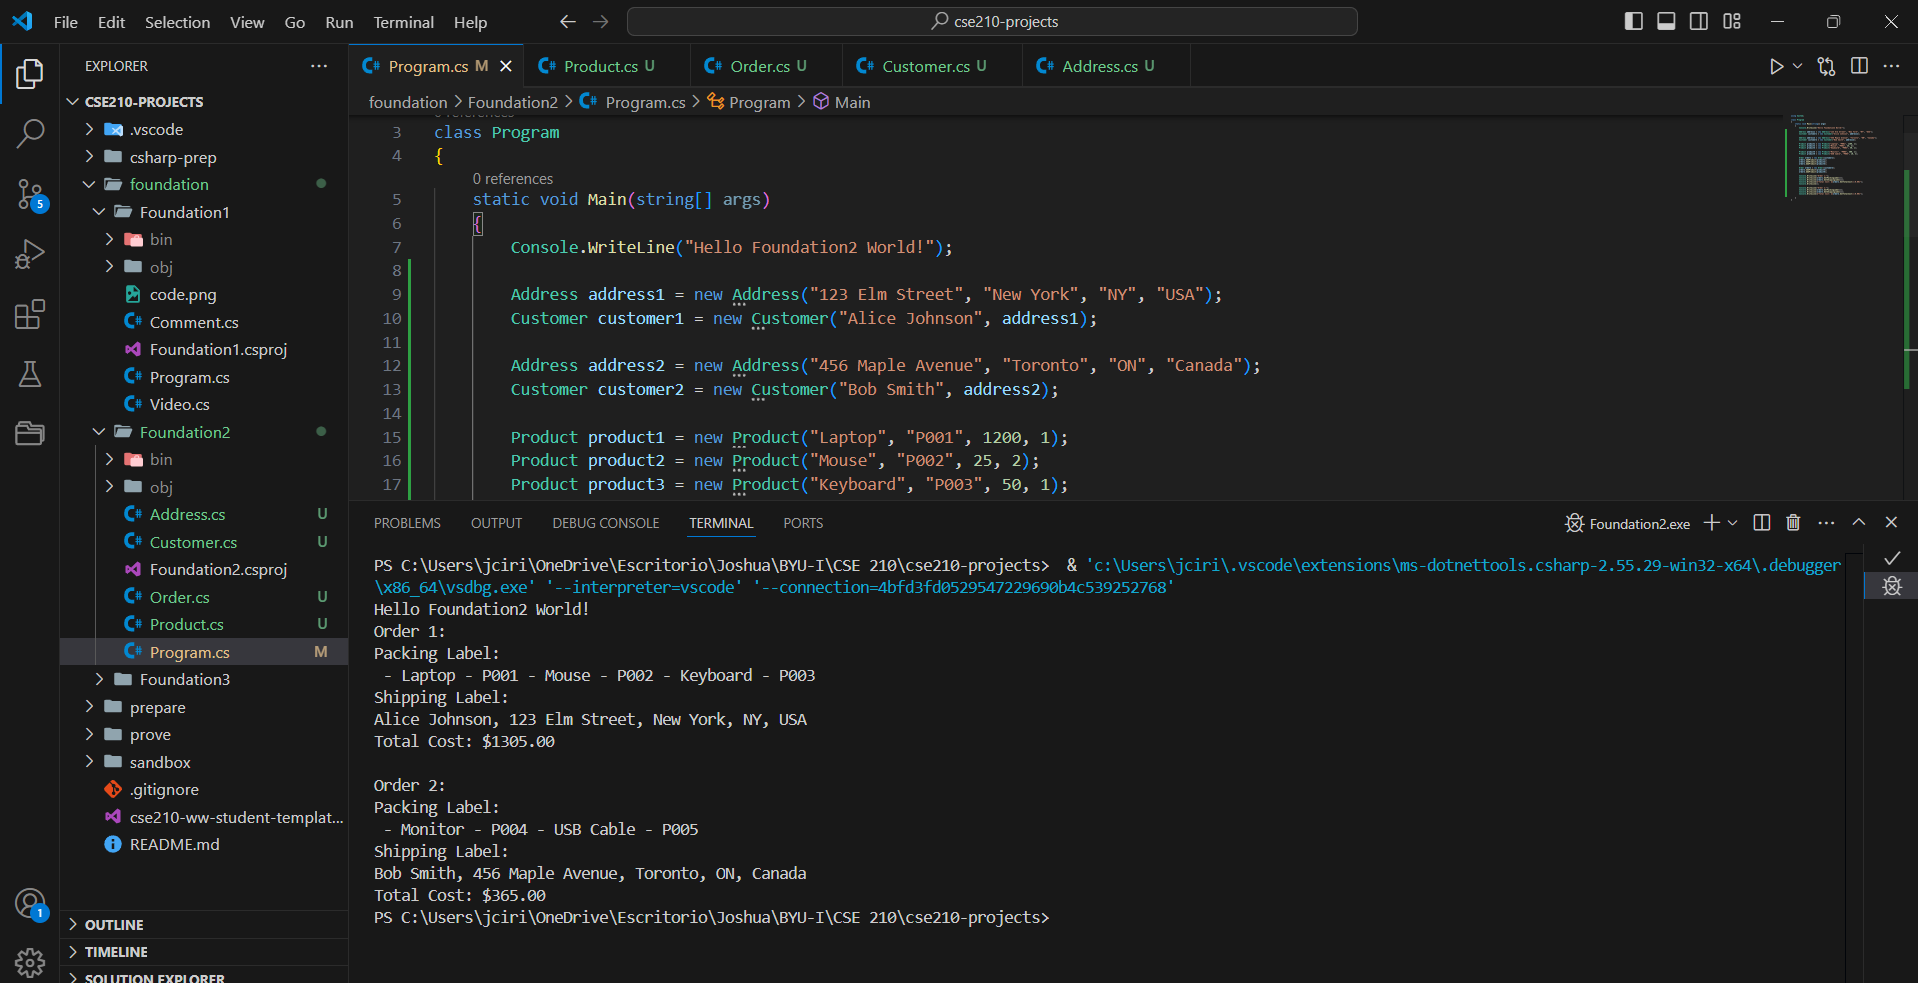 File Edit Selection View Go Run Terminal Help
cse210-projects
EXPLORER
CSE210-PROJECTS
.vscode
csharp-prep
foundation
Foundation1
bin
obj
code.png
Comment.cs
Foundation1.csproj
Program.cs
Video.cs
Foundation2
bin
obj
Address.cs U
Customer.cs U
Foundation2.csproj
Order.cs U
Product.cs U
Program.cs M
Foundation3
prepare
prove
sandbox
.gitignore
cse210-ww-student-templat...
README.md
OUTLINE
TIMELINE
SOLUTION EXPLORER
5
1
Program.cs M Product.cs U Order.cs U Customer.cs U Address.cs U
foundation > Foundation2 > Program.cs > Program > Main
0 references
3 class Program
4 {
0 references
5 static void Main(string[] args)
6 {
7 Console.WriteLine("Hello Foundation2 World!");
8
9 Address address1 = new Address("123 Elm Street", "New York", "NY", "USA");
10 Customer customer1 = new Customer("Alice Johnson", address1);
11
12 Address address2 = new Address("456 Maple Avenue", "Toronto", "ON", "Canada");
13 Customer customer2 = new Customer("Bob Smith", address2);
14
15 Product product1 = new Product("Laptop", "P001", 1200, 1);
16 Product product2 = new Product("Mouse", "P002", 25, 2);
17 Product product3 = new Product("Keyboard", "P003", 50, 1);
PROBLEMS OUTPUT DEBUG CONSOLE TERMINAL PORTS
Foundation2.exe
PS C:\Users\jciri\OneDrive\Escritorio\Joshua\BYU-I\CSE 210\cse210-projects> & 'c:\Users\jciri\.vscode\extensions\ms-dotnettools.csharp-2.55.29-win32-x64\.debugger
\x86_64\vsdbg.exe' '--interpreter=vscode' '--connection=4bfd3fd0529547229690b4c539252768'
Hello Foundation2 World!
Order 1:
Packing Label:
- Laptop - P001 - Mouse - P002 - Keyboard - P003
Shipping Label:
Alice Johnson, 123 Elm Street, New York, NY, USA
Total Cost: $1305.00
Order 2:
Packing Label:
- Monitor - P004 - USB Cable - P005
Shipping Label:
Bob Smith, 456 Maple Avenue, Toronto, ON, Canada
Total Cost: $365.00
PS C:\Users\jciri\OneDrive\Escritorio\Joshua\BYU-I\CSE 210\cse210-projects>